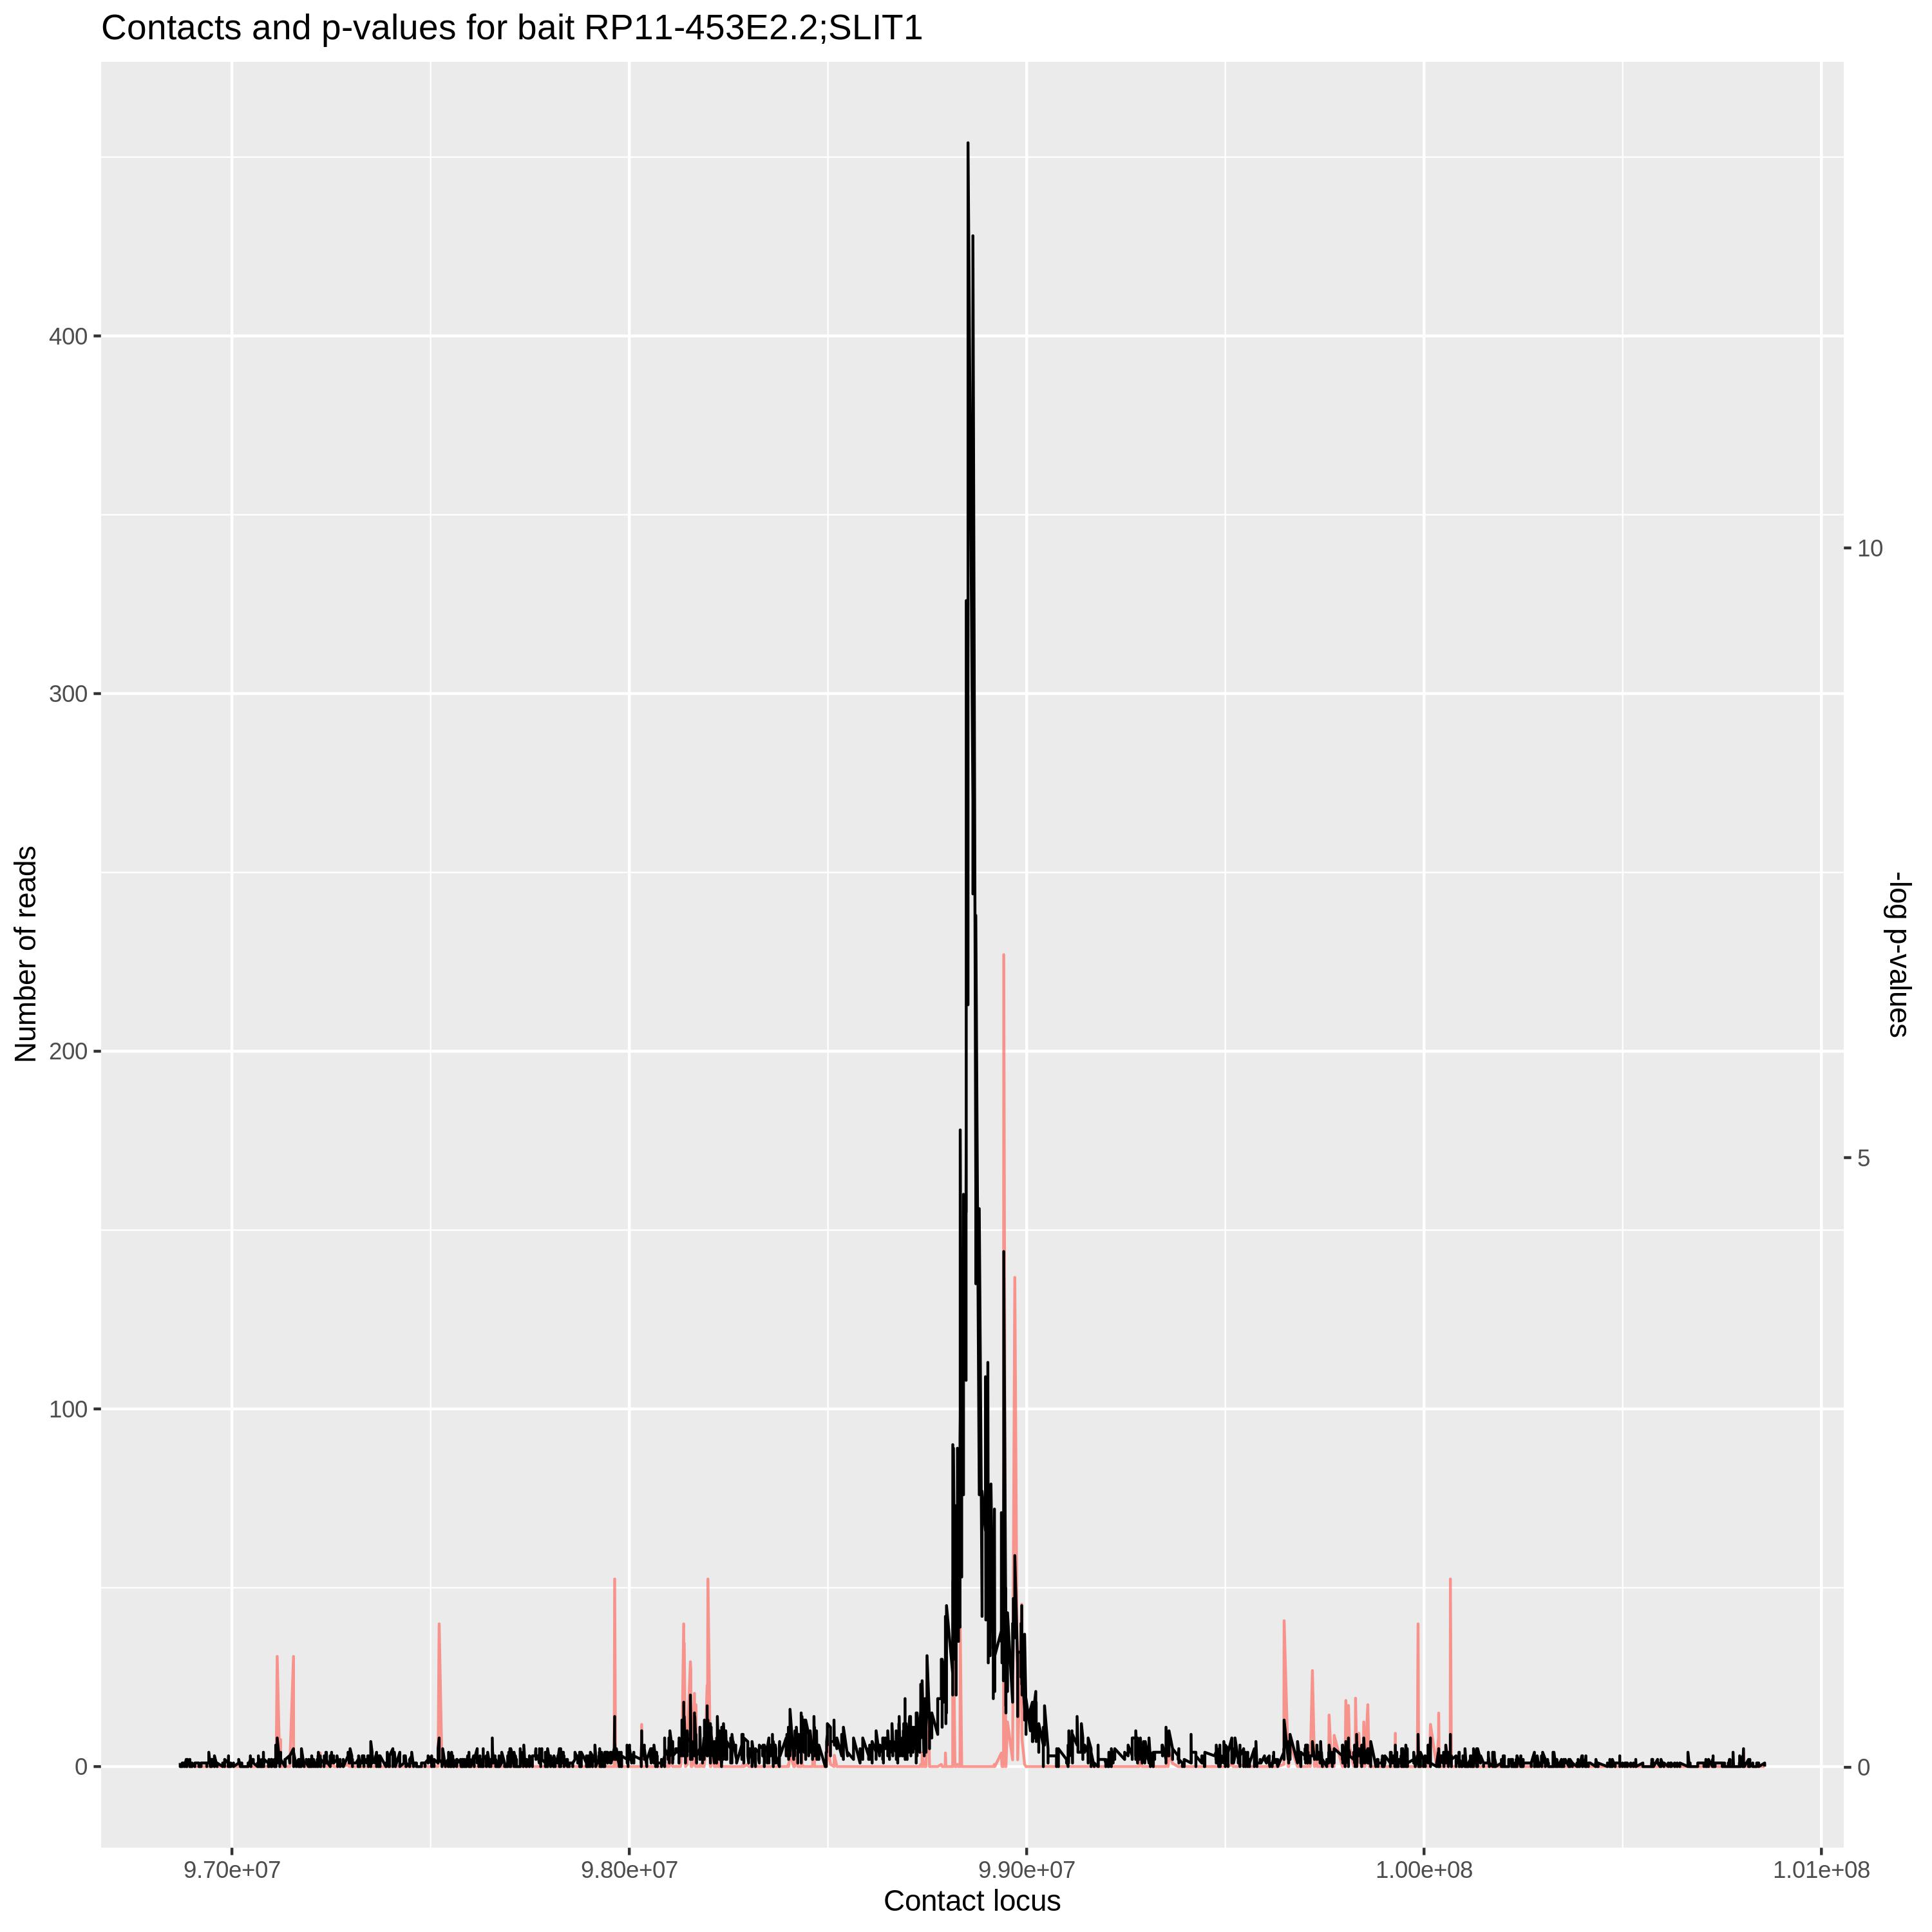 Contacts and p-values for bait RP11-453E2.2;SLIT1
Number of reads
400
300
200
100
0
10
5
0
-log p-values
9.70e+07
9.80e+07
9.90e+07
1.00e+08
1.01e+08
Contact locus